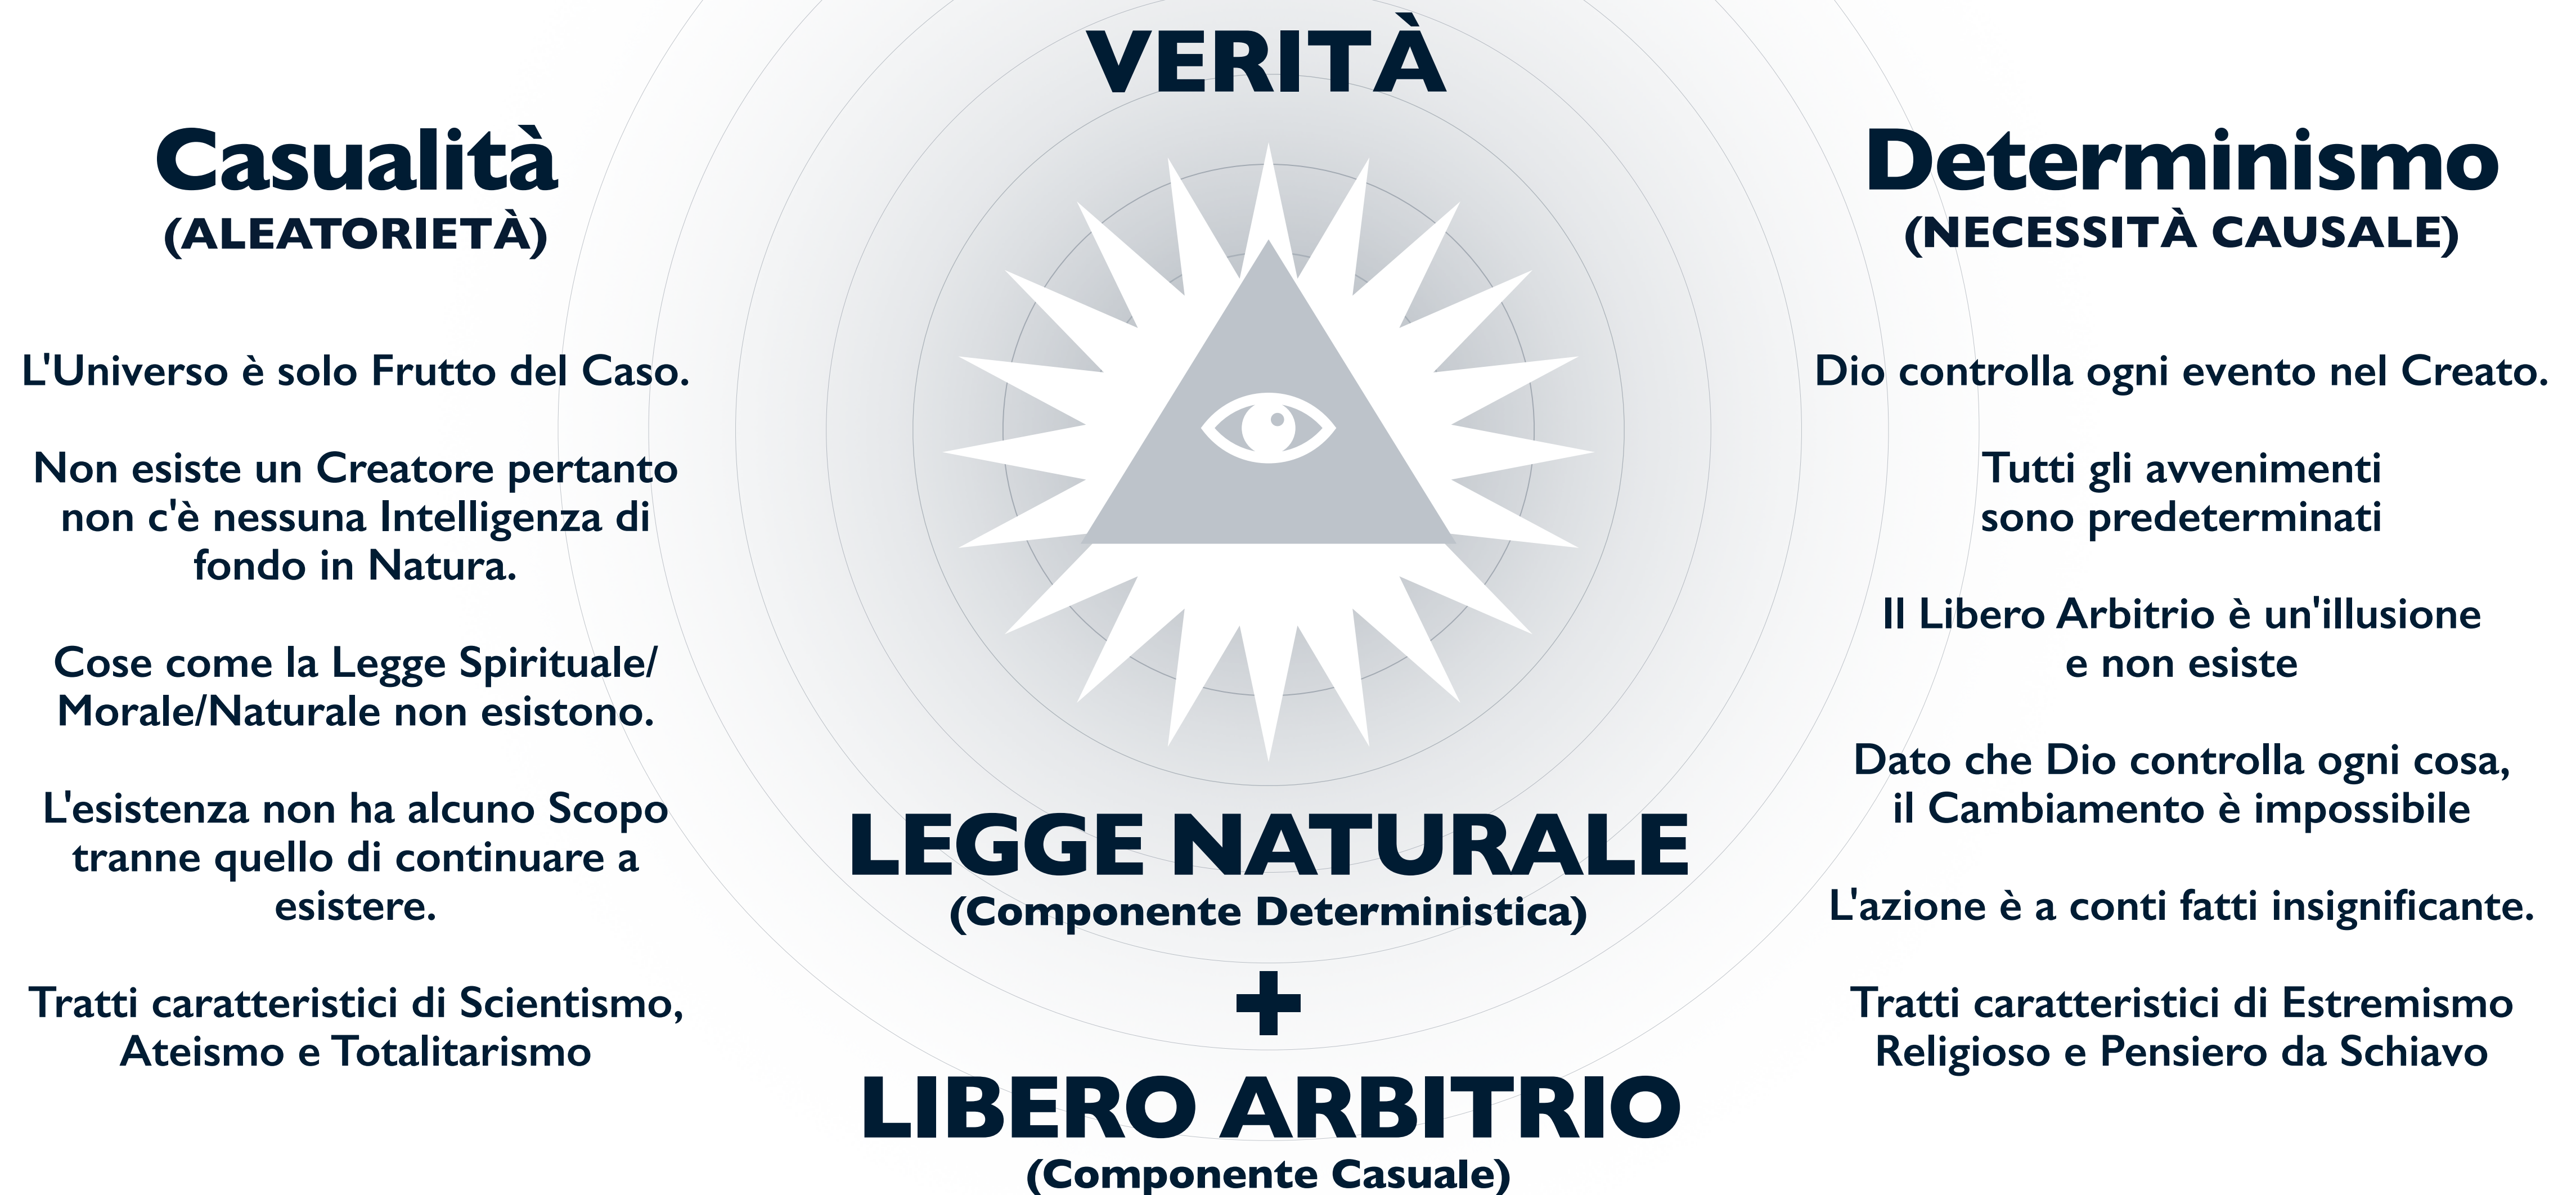 VERITÀ
Casualità
(ALEATORIETÀ)
L'Universo è solo Frutto del Caso.
Non esiste un Creatore pertanto
non c'è nessuna Intelligenza di
fondo in Natura.
Cose come la Legge Spirituale/
Morale/Naturale non esistono.
L'esistenza non ha alcuno Scopo
tranne quello di continuare a
esistere.
Tratti caratteristici di Scientismo,
Ateismo e Totalitarismo
LEGGE NATURALE
(Componente Deterministica)
+
LIBERO ARBITRIO
(Componente Casuale)
Determinismo
(NECESSITÀ CAUSALE)
Dio controlla ogni evento nel Creato.
Tutti gli avvenimenti
sono predeterminati
Il Libero Arbitrio è un'illusione
e non esiste
Dato che Dio controlla ogni cosa,
il Cambiamento è impossibile
L'azione è a conti fatti insignificante.
Tratti caratteristici di Estremismo
Religioso e Pensiero da Schiavo